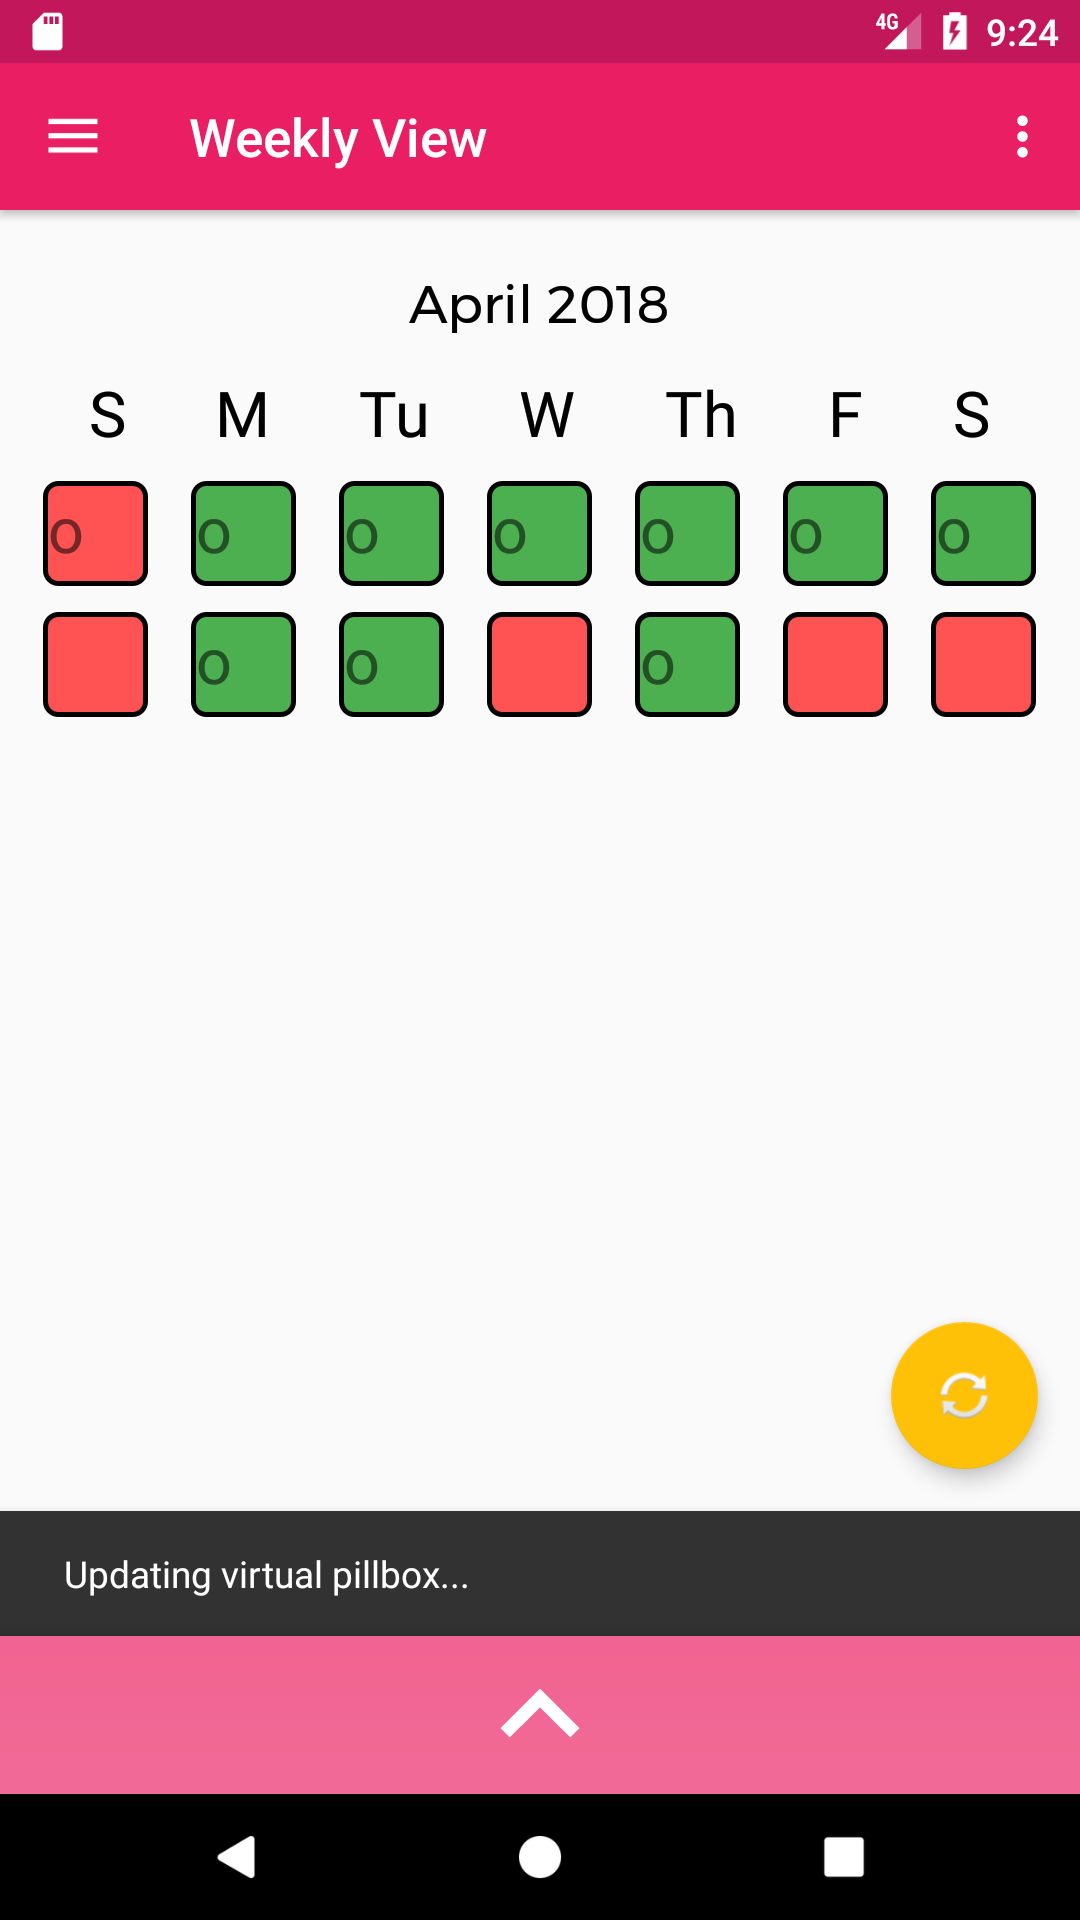 4G 9:24
Weekly View
April 2018
S M Tu W Th F S
O O O O O O O
O O O
Updating virtual pillbox...